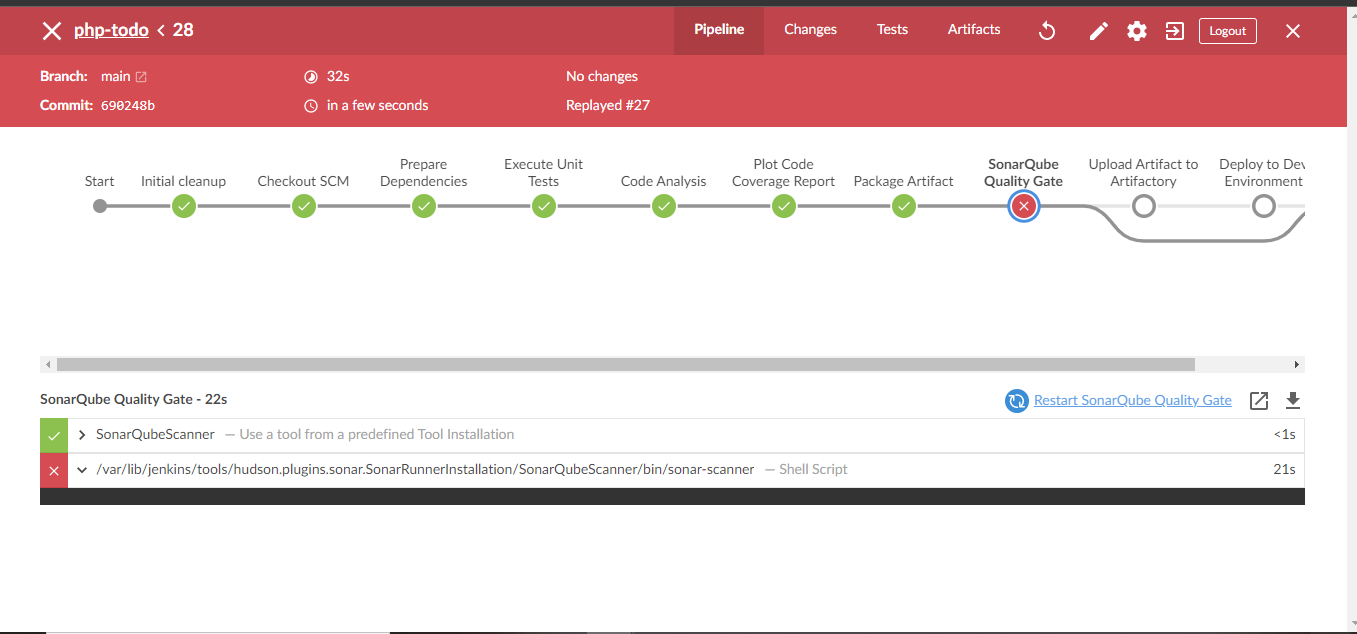 php-todo < 28
Pipeline Changes Tests Artifacts Logout
Branch: main 32s No changes
Commit: 690248b in a few seconds Replayed #27
Start
Initial cleanup
Checkout SCM
Prepare
Dependencies
Execute Unit
Tests
Code Analysis
Plot Code
Coverage Report
Package Artifact
SonarQube
Quality Gate
Upload Artifact to
Artifactory
Deploy to Dev
Environment
SonarQube Quality Gate - 22s
Restart SonarQube Quality Gate
SonarQubeScanner — Use a tool from a predefined Tool Installation <1s
/var/lib/jenkins/tools/hudson.plugins.sonar.SonarRunnerInstallation/SonarQubeScanner/bin/sonar-scanner — Shell Script 21s